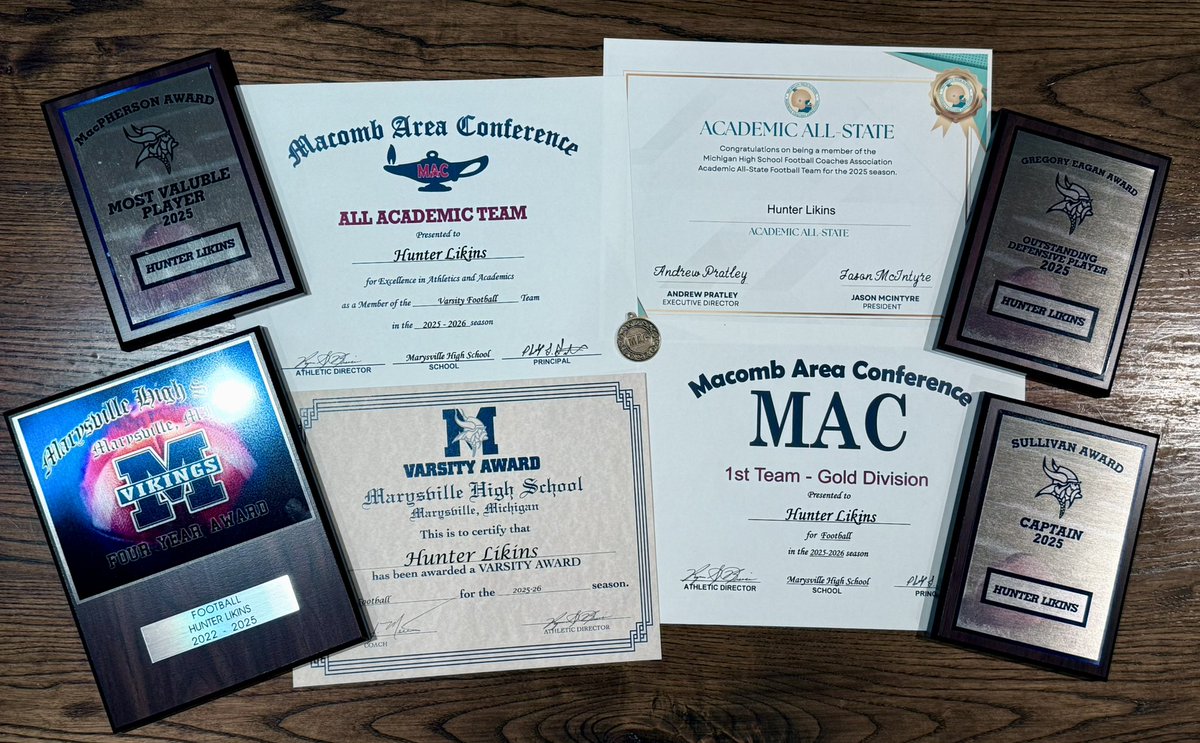 MacPHERSON AWARD
MOST VALUBLE
PLAYER
2025
HUNTER LIKINS
Macomb Area Conference
MAC
ALL ACADEMIC TEAM
Presented to
Hunter Likins
for Excellence in Athletics and Academics
as a Member of the Varsity Football Team
in the 2025 - 2026 season
ATHLETIC DIRECTOR
Marysville High School
SCHOOL
PRINCIPAL
ACADEMIC ALL-STATE
Congratulations on being a member of the
Michigan High School Football Coaches Association
Academic All-State Football Team for the 2025 season.
Hunter Likins
ACADEMIC ALL-STATE
Andrew Pratley
ANDREW PRATLEY
EXECUTIVE DIRECTOR
Jason McIntyre
JASON MCINTYRE
PRESIDENT
GREGORY EAGAN AWARD
OUTSTANDING
DEFENSIVE PLAYER
2025
HUNTER LIKINS
MAC
Marysville High S
Marysville, M
M
VIKINGS
FOUR YEAR AWARD
FOOTBALL
HUNTER LIKINS
2022 - 2025
M
VARSITY AWARD
Marysville High School
Marysville, Michigan
This is to certify that
Hunter Likins
has been awarded a VARSITY AWARD
Football for the 2025-26 season.
COACH
ATHLETIC DIRECTOR
Macomb Area Conference
MAC
1st Team - Gold Division
Presented to
Hunter Likins
for Football
in the 2025-2026 season
ATHLETIC DIRECTOR
Marysville High School
SCHOOL
PRINC
SULLIVAN AWARD
CAPTAIN
2025
HUNTER LIKINS